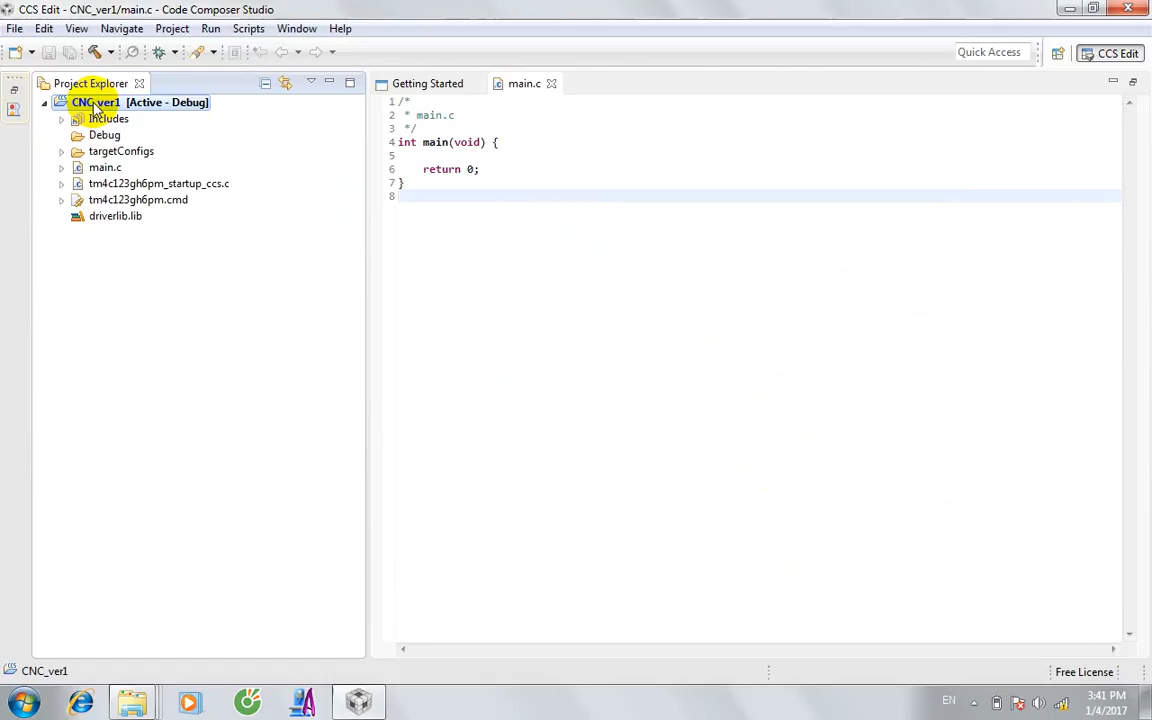 CCS Edit - CNC_ver1/main.c - Code Composer Studio
File Edit View Navigate Project Run Scripts Window Help
Quick Access
CCS Edit
Project Explorer
Getting Started
main.c
CNC_ver1 [Active - Debug]
Includes
Debug
targetConfigs
main.c
tm4c123gh6pm_startup_ccs.c
tm4c123gh6pm.cmd
driverlib.lib
1 /*
2 * main.c
3 */
4 int main(void) {
5
6 return 0;
7 }
8
CNC_ver1
Free License
EN
3:41 PM
1/4/2017